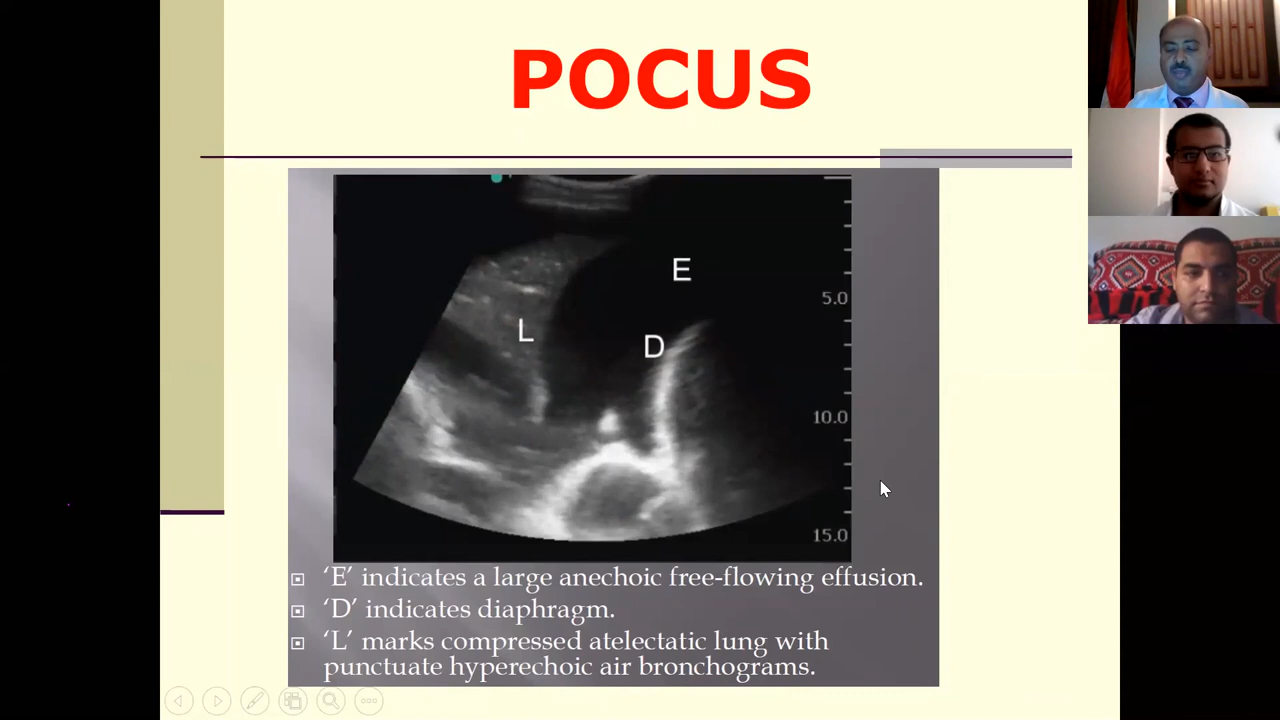 POCUS
E
5.0
L
D
10.0
15.0
‘E’ indicates a large anechoic free-flowing effusion.
‘D’ indicates diaphragm.
‘L’ marks compressed atelectatic lung with
punctuate hyperechoic air bronchograms.